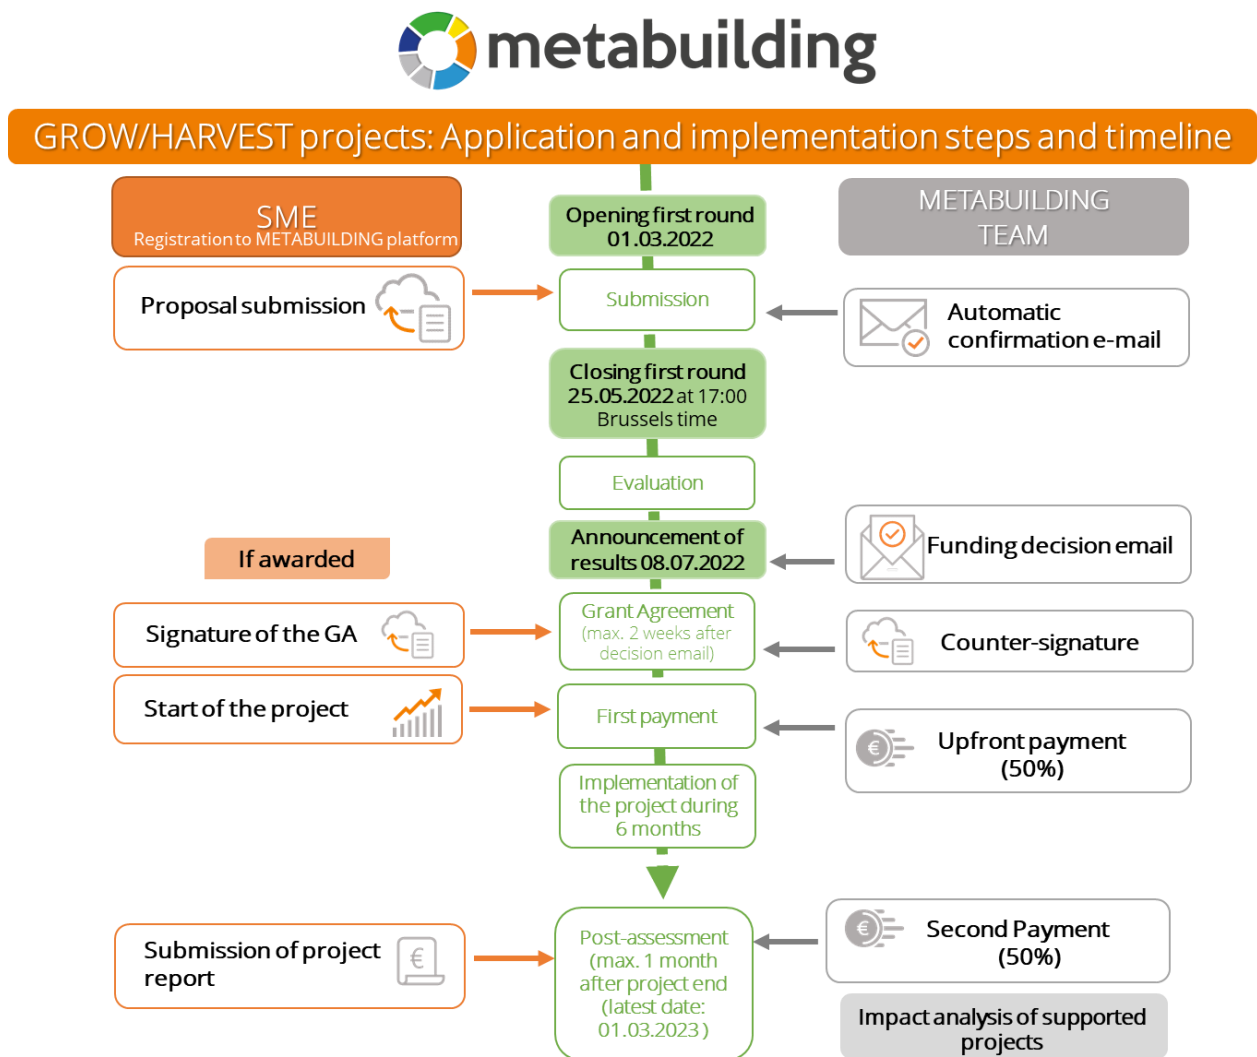 metabuilding
GROW/HARVEST projects: Application and implementation steps and timeline
SME
Registration to METABUILDING platform
Opening first round
01.03.2022
METABUILDING
TEAM
Proposal submission
Submission
Automatic
confirmation e-mail
Closing first round
25.05.2022 at 17:00
Brussels time
Evaluation
If awarded
Announcement of
results 08.07.2022
Funding decision email
Signature of the GA
Grant Agreement
(max. 2 weeks after
decision email)
Counter-signature
Start of the project
First payment
€
Upfront payment
(50%)
Implementation of
the project during
6 months
Submission of project
report
€
Post-assessment
(max. 1 month
after project end
(latest date:
01.03.2023)
€
Second Payment
(50%)
Impact analysis of supported
projects